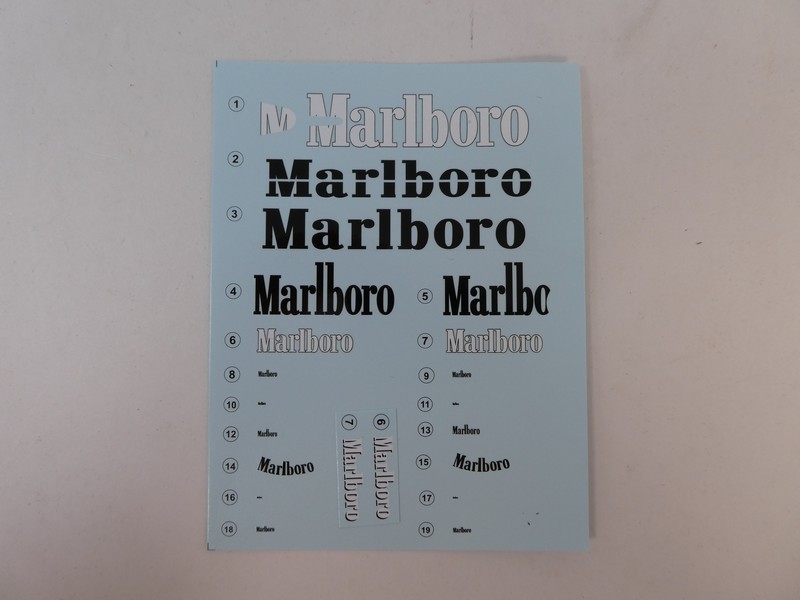 1 M Marlboro
2 Marlboro
3 Marlboro
4 Marlboro 5 Marlbo
6 Marlboro 7 Marlboro
8 Marlboro 9 Marlboro
10 11
12 Marlboro 13 Marlboro
14 Marlboro 15 Marlboro
16 17
18 Marlboro 19 Marlboro
6 Marlboro
7 Marlboro